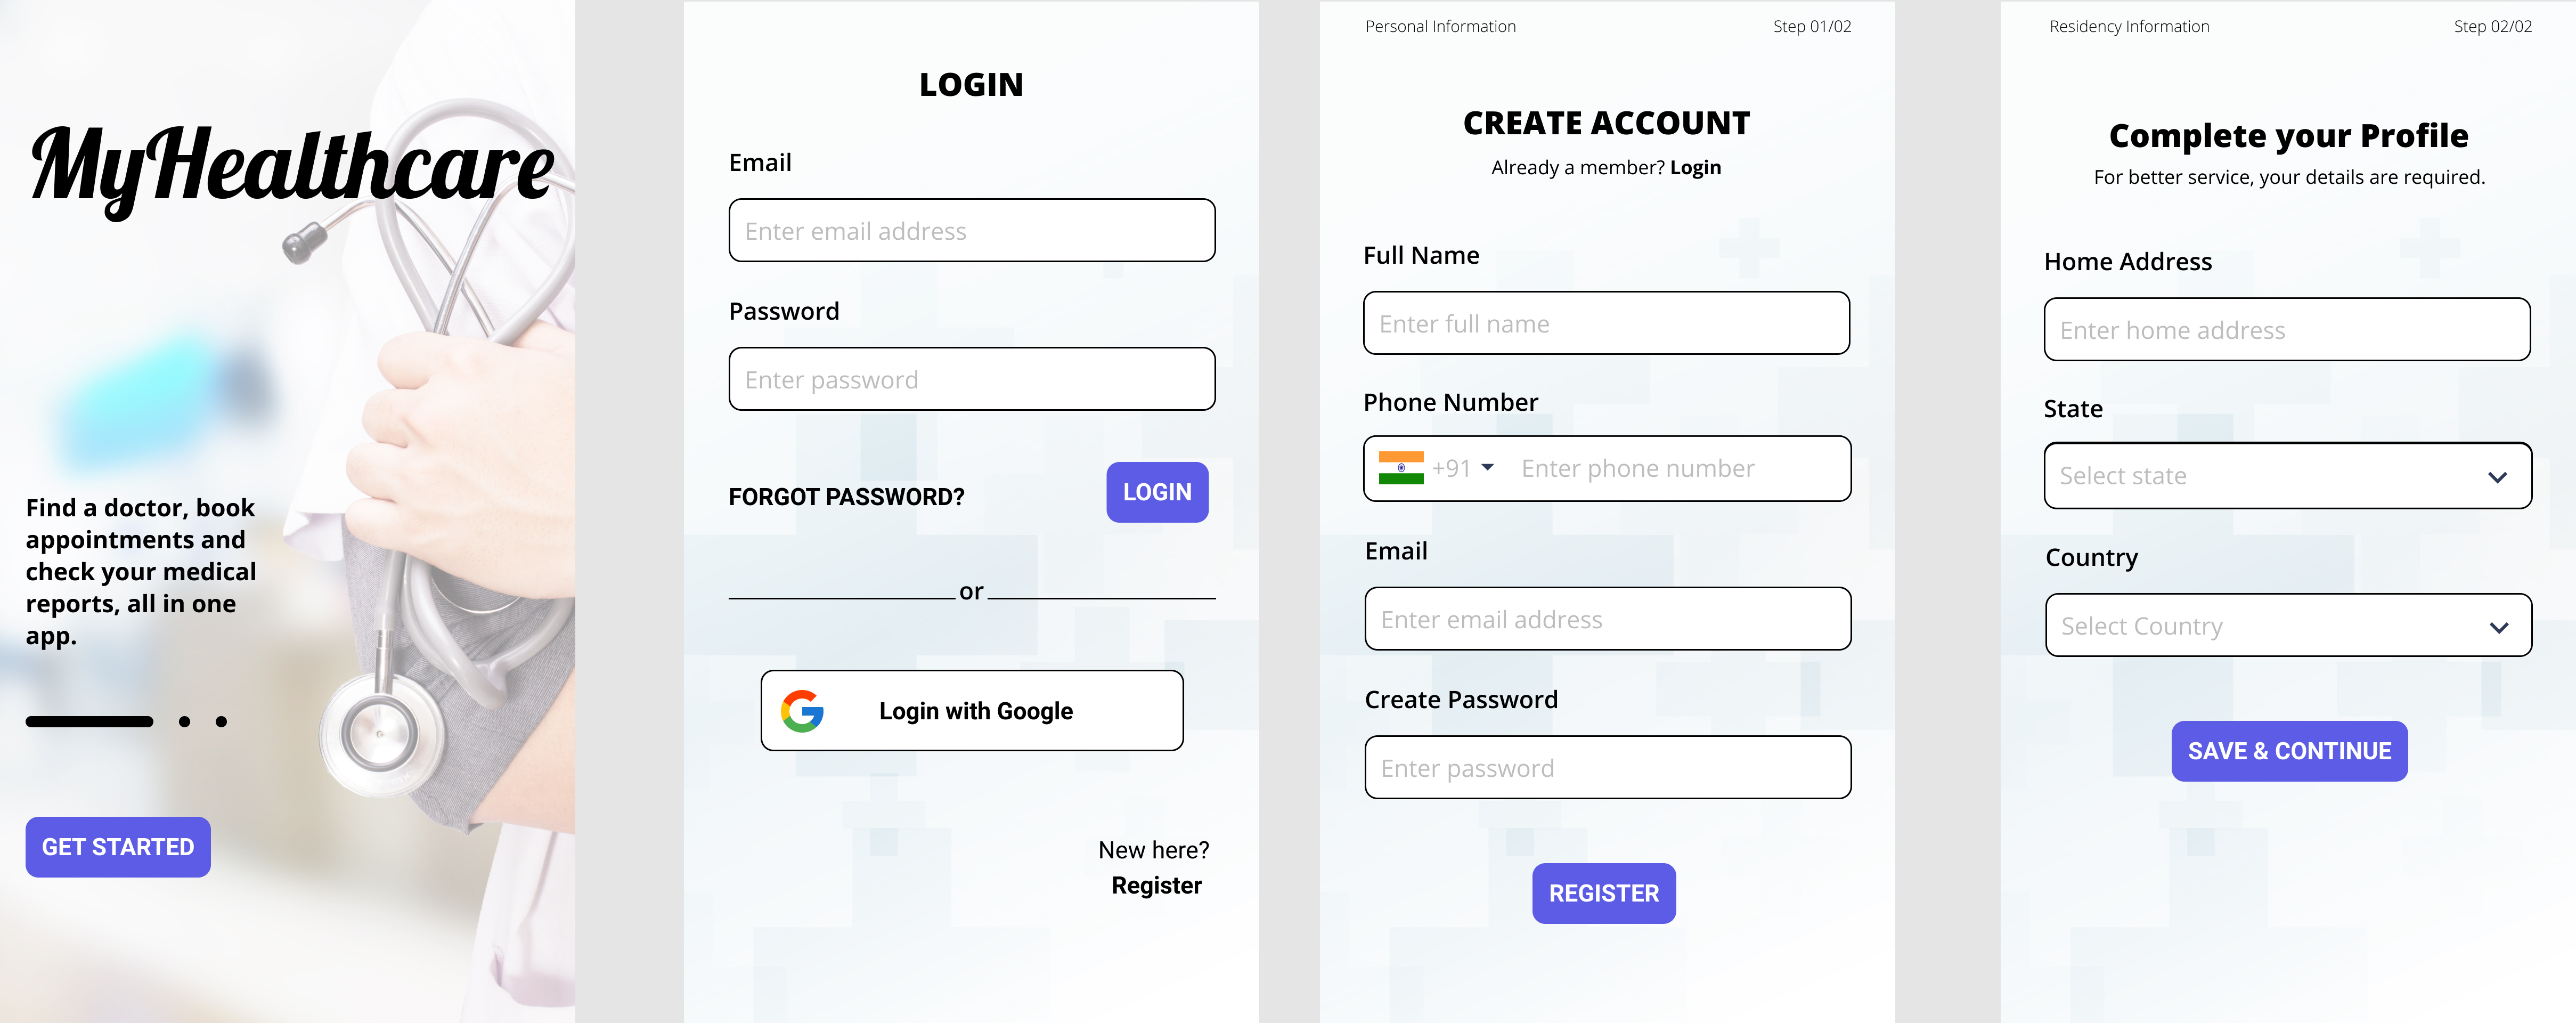 MyHealthcare
Find a doctor, book
appointments and
check your medical
reports, all in one
app.
GET STARTED
LOGIN
Email
Enter email address
Password
Enter password
FORGOT PASSWORD?
LOGIN
or
Login with Google
New here?
Register
Personal Information
Step 01/02
CREATE ACCOUNT
Already a member? Login
Full Name
Enter full name
Phone Number
+91
Enter phone number
Email
Enter email address
Create Password
Enter password
REGISTER
Residency Information
Step 02/02
Complete your Profile
For better service, your details are required.
Home Address
Enter home address
State
Select state
Country
Select Country
SAVE & CONTINUE